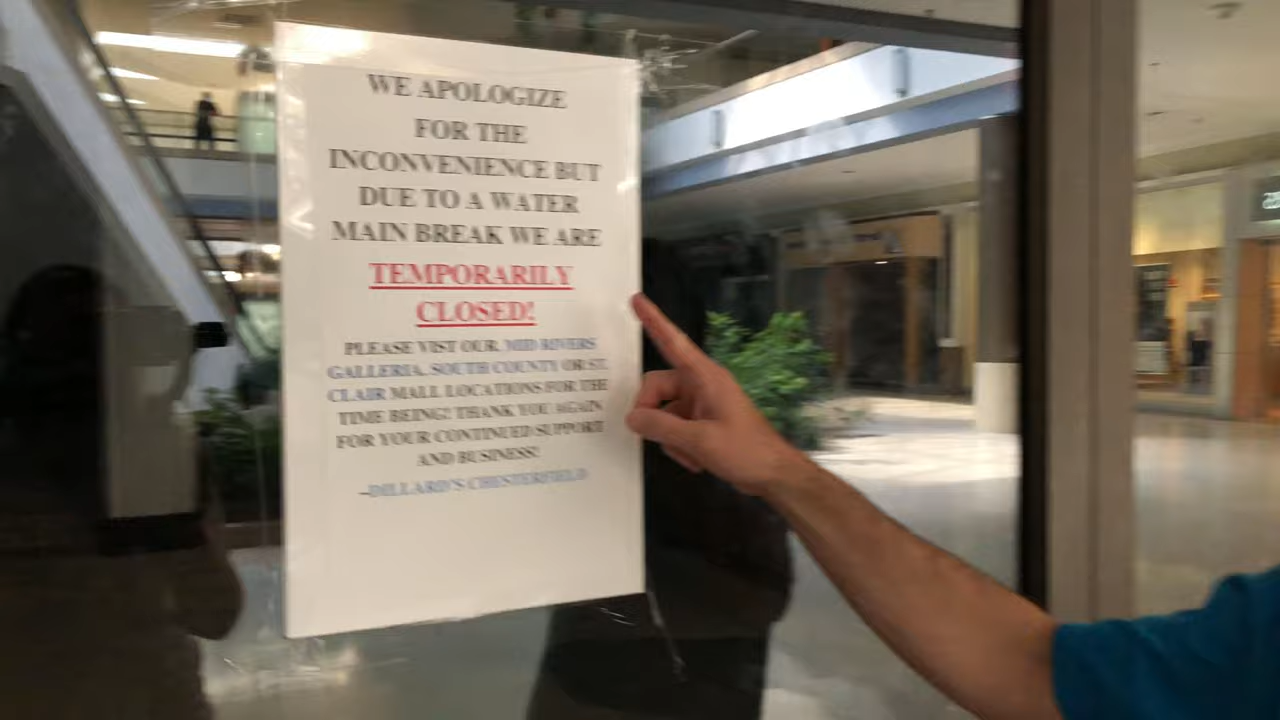 WE APOLOGIZE
FOR THE
INCONVENIENCE BUT
DUE TO A WATER
MAIN BREAK WE ARE
TEMPORARILY
CLOSED!
PLEASE VIST OUR MID RIVERS
GALLERIA, SOUTH COUNTY OR ST.
CLAIR MALL LOCATIONS FOR THE
TIME BEING! THANK YOU AGAIN
FOR YOUR CONTINUED SUPPORT
AND BUSINESS!
-DILLARD'S CHESTERFIELD